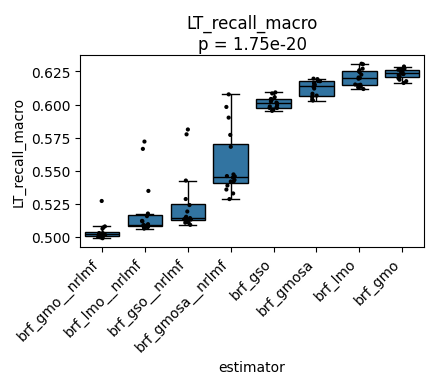 LT_recall_macro
p = 1.75e-20
LT_recall_macro
0.625
0.600
0.575
0.550
0.525
0.500
brf_gmo__nrlmf
brf_lmo__nrlmf
brf_gso__nrlmf
brf_gmosa__nrlmf
brf_gso
brf_gmosa
brf_lmo
brf_gmo
estimator